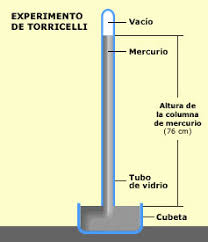 EXPERIMENTO
DE TORRICELLI
Vacío
Mercurio
Altura de
la columna
de mercurio
(76 cm)
Tubo
de vidrio
Cubeta